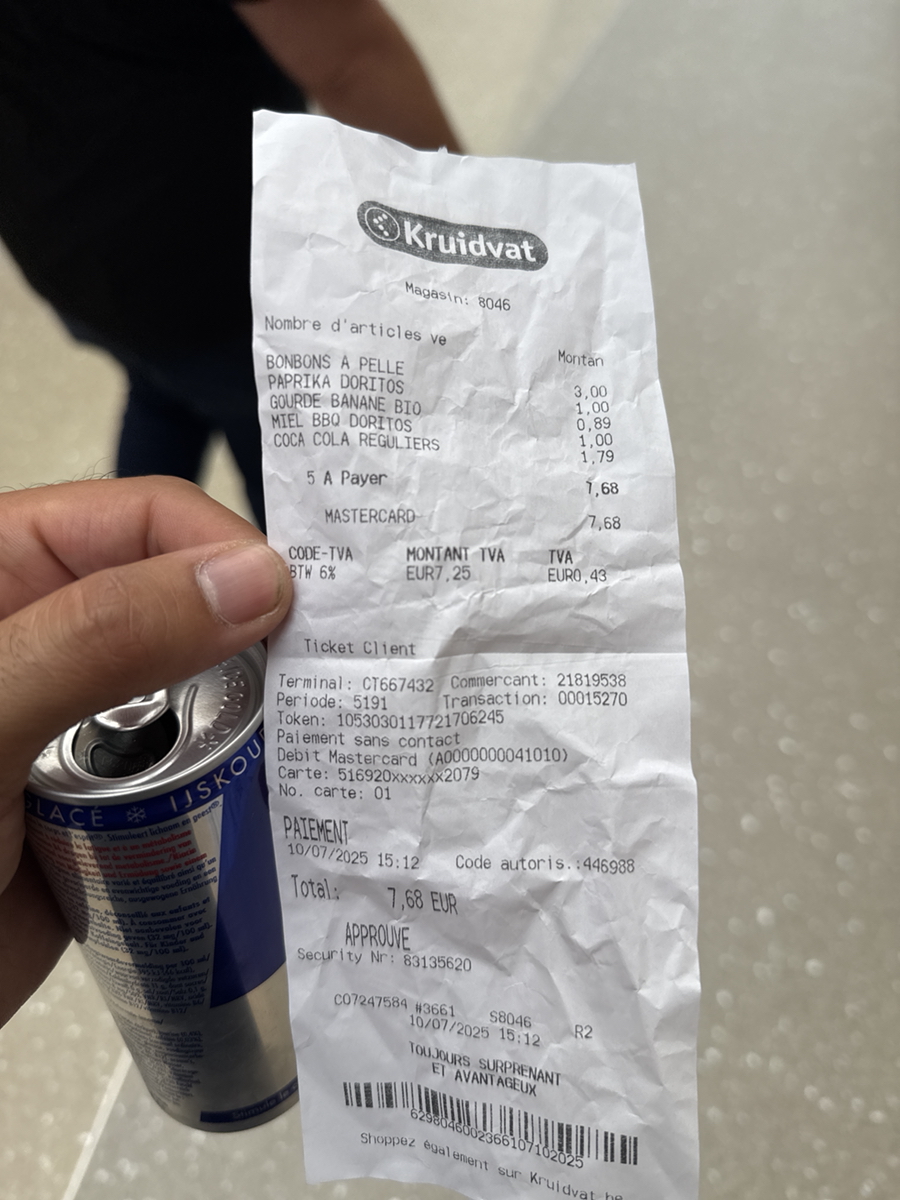 Kruidvat
Magasin: 8046
Nombre d'articles ve
Montan
BONBONS A PELLE 3,00
PAPRIKA DORITOS 1,00
GOURDE BANANE BIO 0,89
MIEL BBQ DORITOS 1,00
COCA COLA REGULIERS 1,79
5 A Payer 7,68
MASTERCARD 7,68
CODE-TVA MONTANT TVA TVA
BTW 6% EUR7,25 EUR0,43
Ticket Client
Terminal: CT667432 Commercant: 21819538
Periode: 5191 Transaction: 00015270
Token: 1053030117721706245
Paiement sans contact
Debit Mastercard (A0000000041010)
Carte: 516920xxxxxx2079
No. carte: 01
PAIEMENT
10/07/2025 15:12 Code autoris.:446988
Total: 7,68 EUR
APPROUVE
Security Nr: 83135620
C07247584 #3661 S8046 R2
10/07/2025 15:12
TOUJOURS SURPRENANT
ET AVANTAGEUX
6298046002366107102025
Shoppez également sur Kruidvat.be
LACÉ ❄ IJSKOU